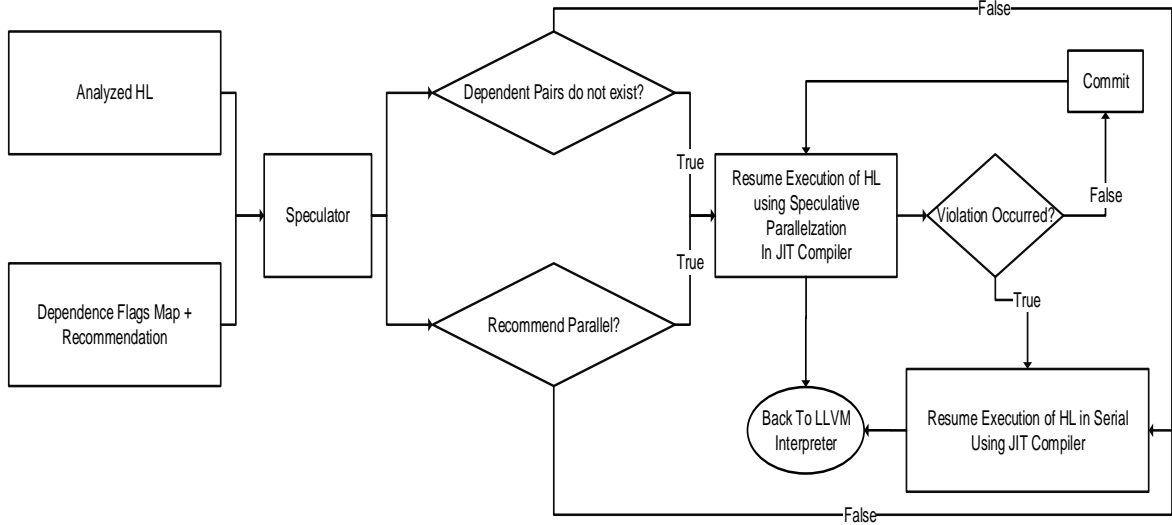 False
Analyzed HL
Dependent Pairs do not exist?
Commit
True
Resume Execution of HL
using Speculative
Parallelzation
In JIT Compiler
Speculator
Violation Occurred?
False
True
True
Dependence Flags Map +
Recommendation
Recommend Parallel?
Back To LLVM
Interpreter
Resume Execution of HL in Serial
Using JIT Compiler
False